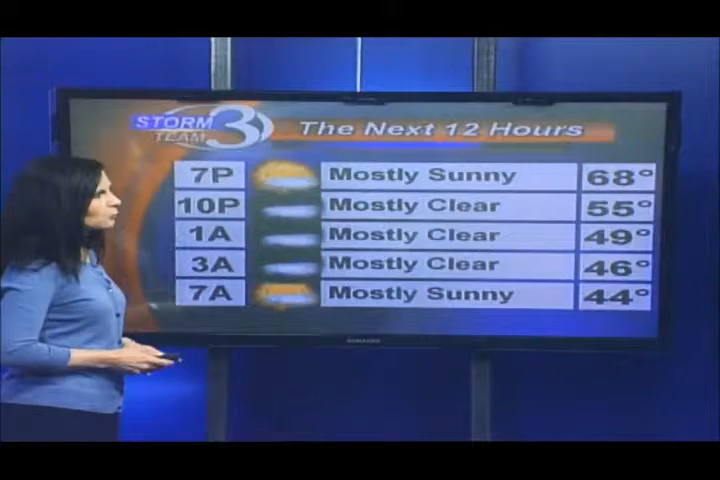 STORM
TEAM 3
The Next 12 Hours
7P Mostly Sunny 68°
10P Mostly Clear 55°
1A Mostly Clear 49°
3A Mostly Clear 46°
7A Mostly Sunny 44°
SAMSUNG